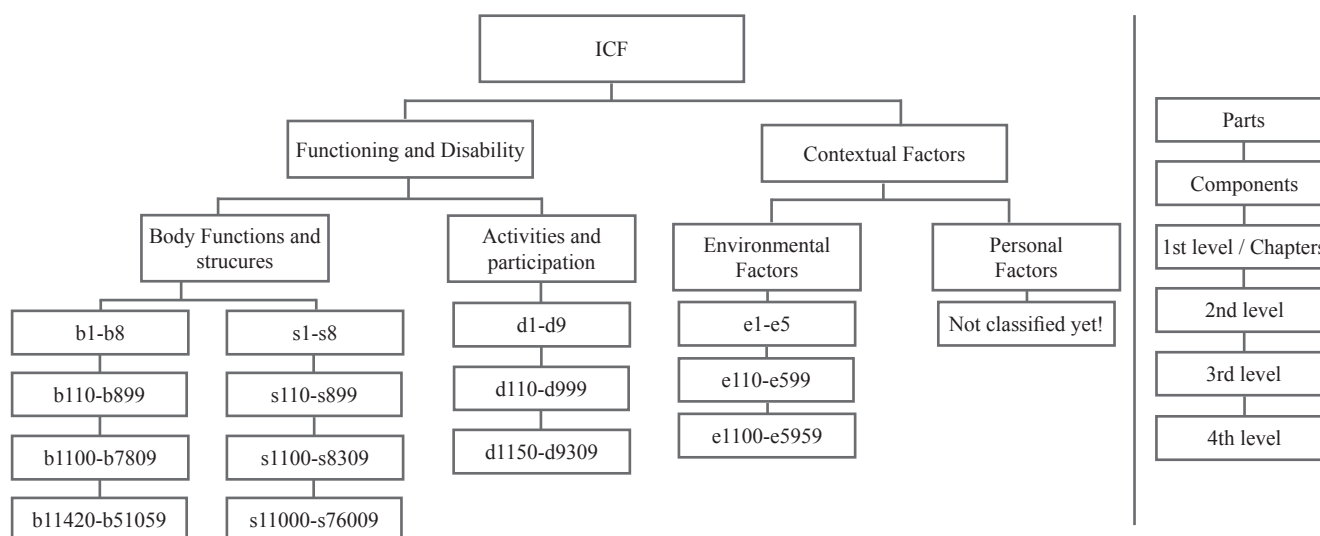 ICF
Functioning and Disability
Contextual Factors
Body Functions and
strucures
Activities and
participation
Environmental
Factors
Personal
Factors
b1-b8
s1-s8
d1-d9
e1-e5
Not classified yet!
b110-b899
s110-s899
d110-d999
e110-e599
b1100-b7809
s1100-s8309
d1150-d9309
e1100-e5959
b11420-b51059
s11000-s76009
Parts
Components
1st level / Chapters
2nd level
3rd level
4th level